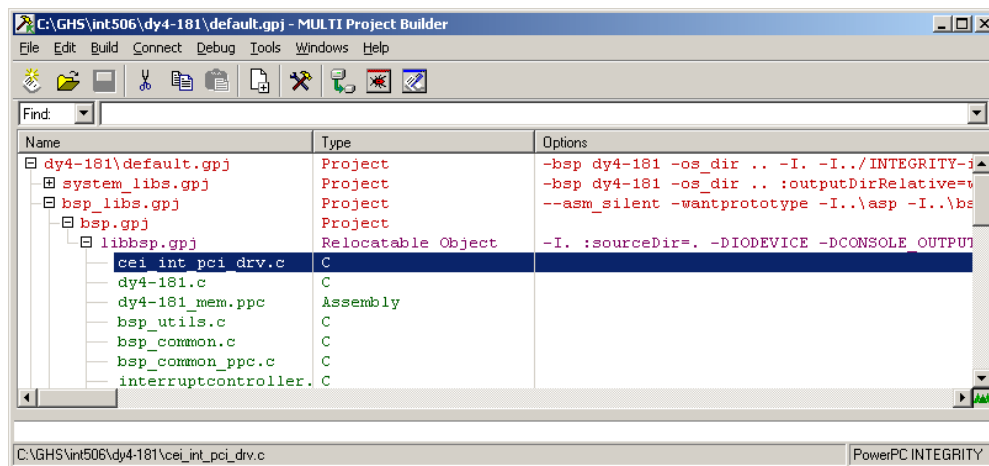 C:\GHS\int506\dy4-181\default.gpj - MULTI Project Builder
File Edit Build Connect Debug Tools Windows Help
Find:
Name Type Options
dy4-181\default.gpj Project -bsp dy4-181 -os_dir .. -I. -I../INTEGRITY-i
system_libs.gpj Project -bsp dy4-181 -os_dir .. :outputDirRelative=
bsp_libs.gpj Project --asm_silent -wantprototype -I..\asp -I..\bs
bsp.gpj Project
libbsp.gpj Relocatable Object -I. :sourceDir=. -DIODEVICE -DCONSOLE_OUTPUT
cei_int_pci_drv.c C
dy4-181.c C
dy4-181_mem.ppc Assembly
bsp_utils.c C
bsp_common.c C
bsp_common_ppc.c C
interruptcontroller. C
C:\GHS\int506\dy4-181\cei_int_pci_drv.c PowerPC INTEGRITY